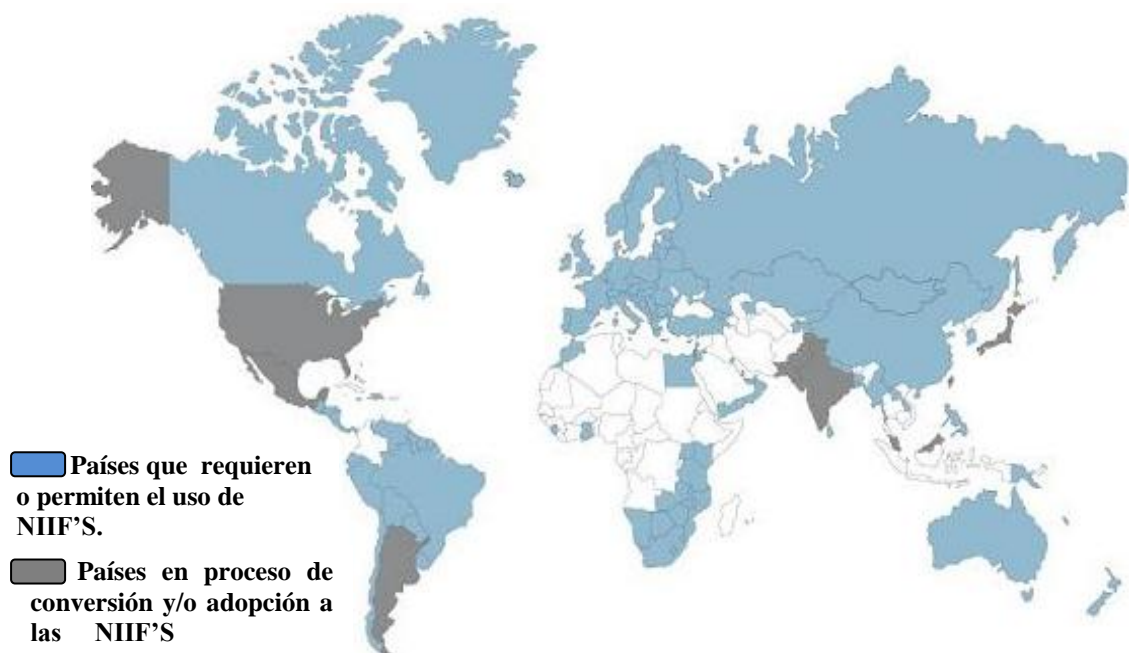 Países que requieren
o permiten el uso de
NIIF’S.
Países en proceso de
conversión y/o adopción a
las NIIF’S